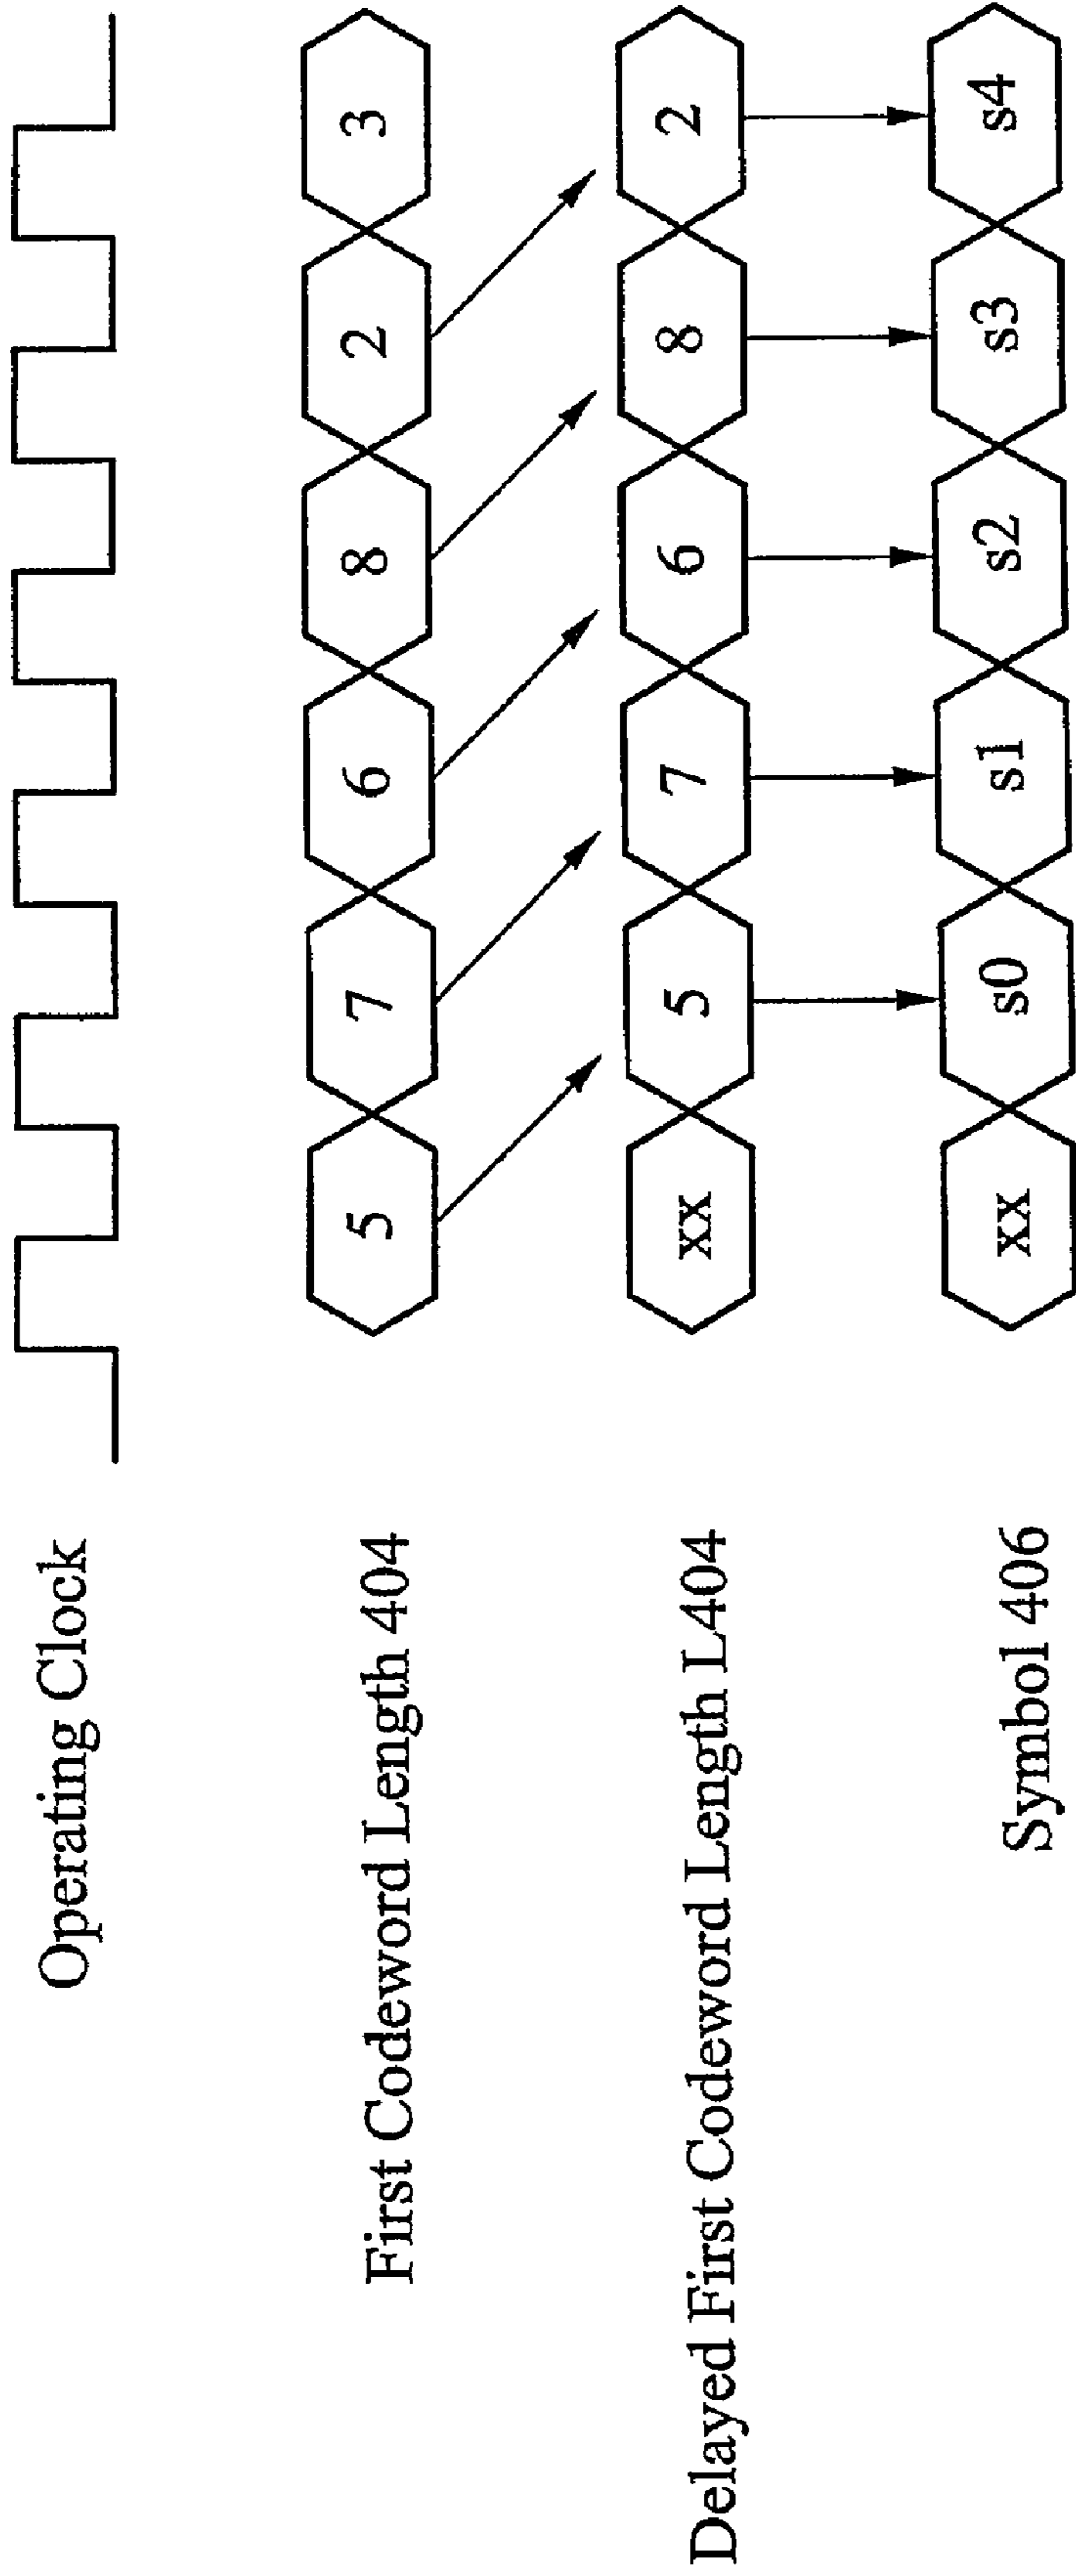 Operating Clock
First Codeword Length 404 5 7 6 8 2 3
Delayed First Codeword Length L404 xx 5 7 6 8 2
Symbol 406 xx s0 s1 s2 s3 s4